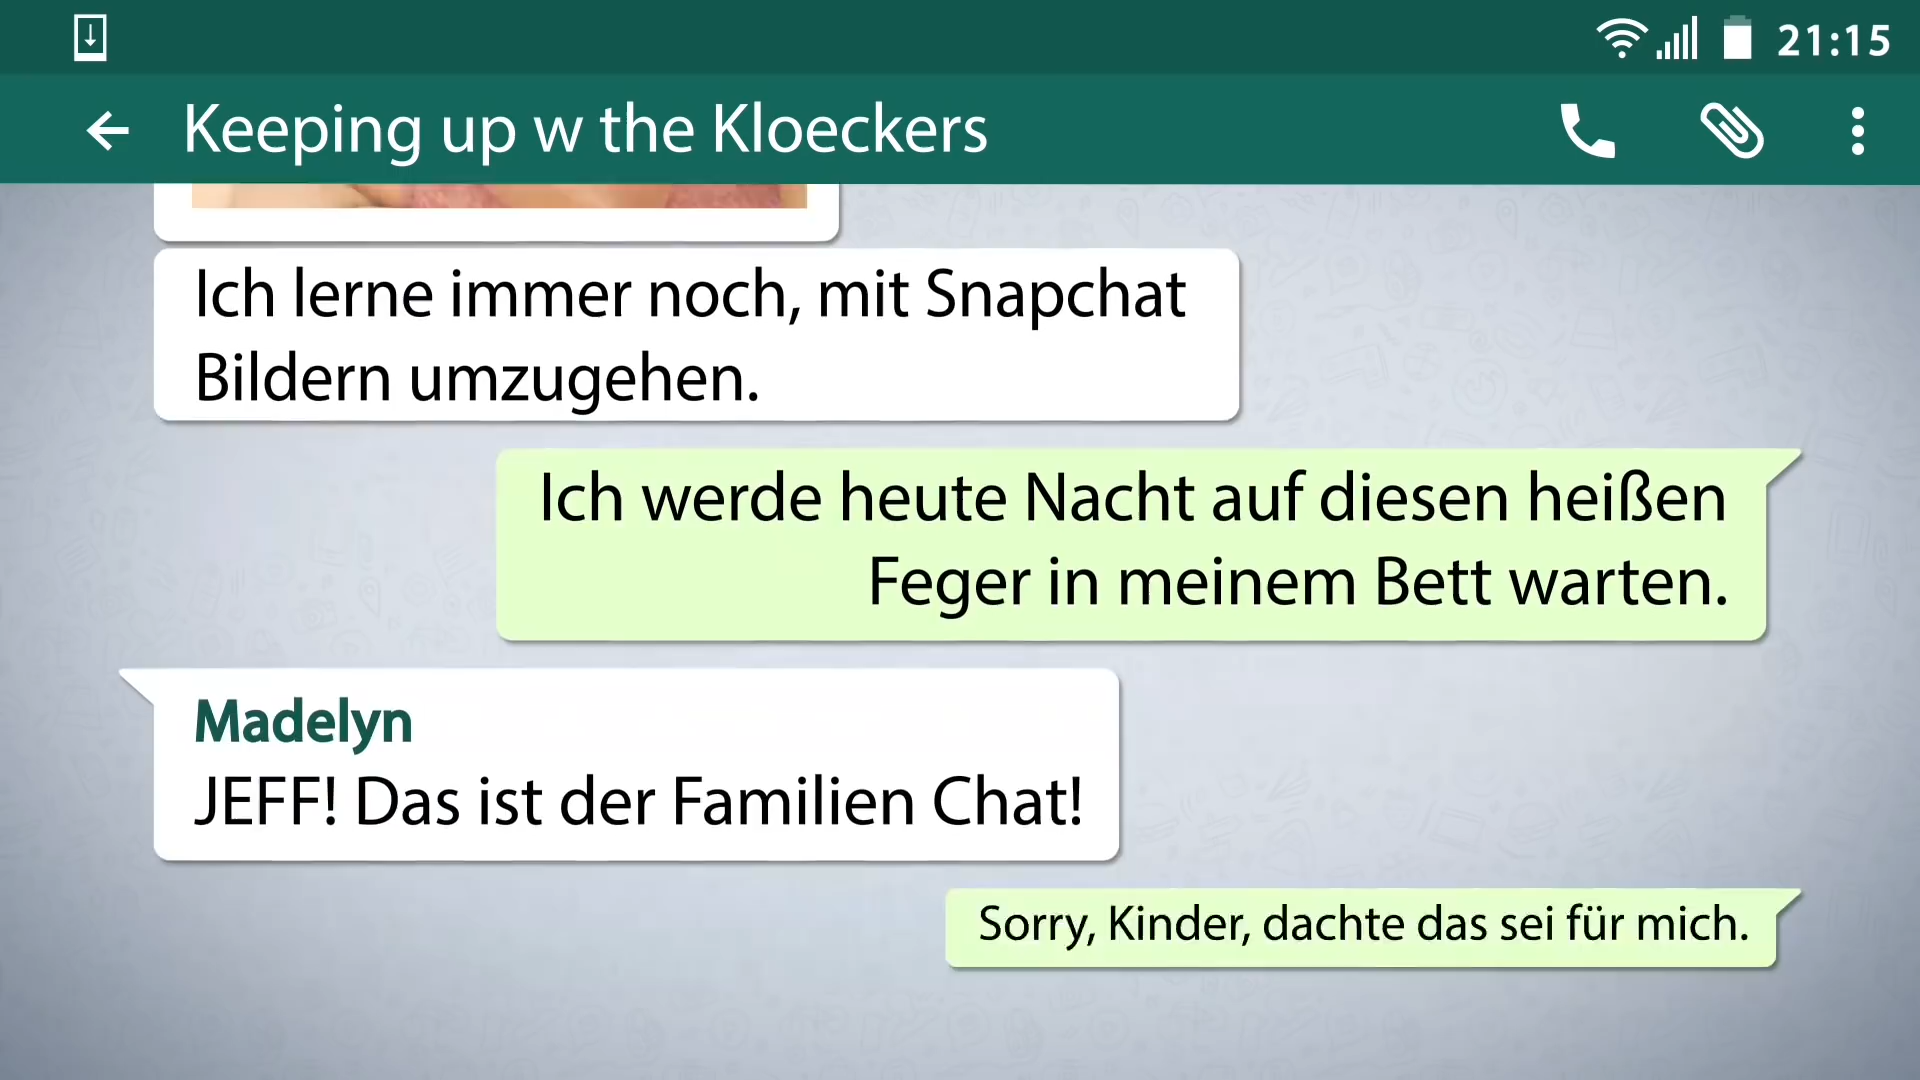 21:15
Keeping up w the Kloeckers
Ich lerne immer noch, mit Snapchat
Bildern umzugehen.
Ich werde heute Nacht auf diesen heißen
Feger in meinem Bett warten.
Madelyn
JEFF! Das ist der Familien Chat!
Sorry, Kinder, dachte das sei für mich.